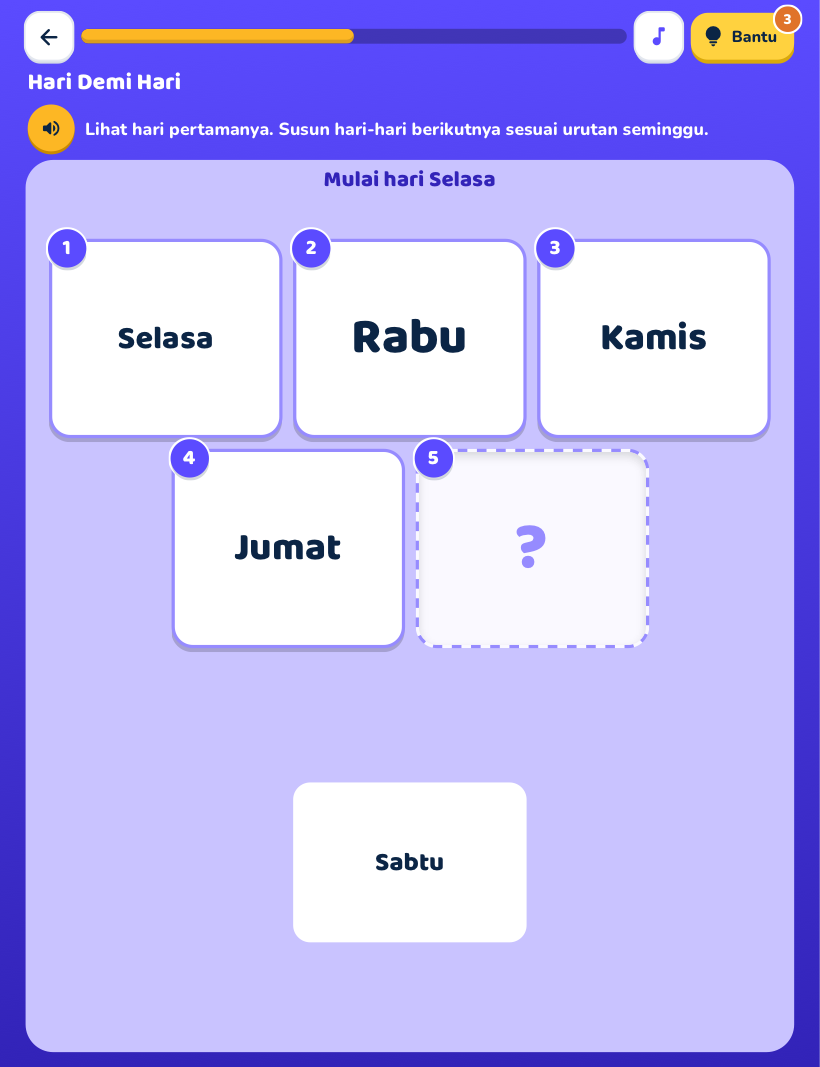 3
Bantu
Hari Demi Hari
Lihat hari pertamanya. Susun hari-hari berikutnya sesuai urutan seminggu.
Mulai hari Selasa
1
2
3
Selasa
Rabu
Kamis
4
5
Jumat
?
Sabtu